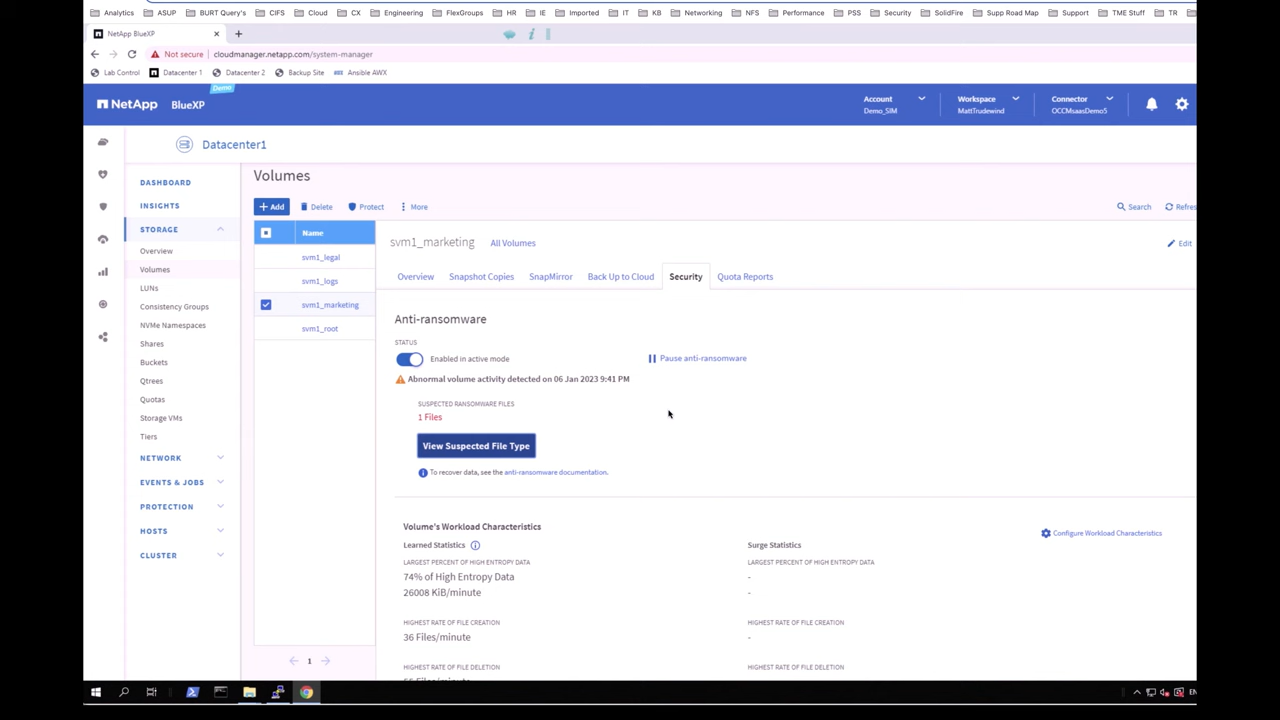 Analytics ASUP BURT Query's CIFS Cloud CX Engineering FlexGroups HR IE Imported IT KB Networking NFS Performance PSS Security SolidFire Supp Road Map Support TME Stuff TR
NetApp BlueXP
Not secure cloudmanager.netapp.com/system-manager
Lab Control Datacenter 1 Datacenter 2 Backup Site Ansible AWX
Demo
NetApp BlueXP
Account
Demo_SIM
Workspace
MattTrudewind
Connector
OCCMsaasDemo5
Datacenter1
DASHBOARD
INSIGHTS
STORAGE
Overview
Volumes
LUNs
Consistency Groups
NVMe Namespaces
Shares
Buckets
Qtrees
Quotas
Storage VMs
Tiers
NETWORK
EVENTS & JOBS
PROTECTION
HOSTS
CLUSTER
Volumes
+ Add Delete Protect More
Search Refres
Name
svm1_legal
svm1_logs
svm1_marketing
svm1_root
1
svm1_marketing All Volumes
Edit
Overview Snapshot Copies SnapMirror Back Up to Cloud Security Quota Reports
Anti-ransomware
STATUS
Enabled in active mode
Pause anti-ransomware
Abnormal volume activity detected on 06 Jan 2023 9:41 PM
SUSPECTED RANSOMWARE FILES
1 Files
View Suspected File Type
To recover data, see the anti-ransomware documentation.
Volume's Workload Characteristics
Configure Workload Characteristics
Learned Statistics
Surge Statistics
LARGEST PERCENT OF HIGH ENTROPY DATA
LARGEST PERCENT OF HIGH ENTROPY DATA
74% of High Entropy Data
-
26008 KiB/minute
-
HIGHEST RATE OF FILE CREATION
HIGHEST RATE OF FILE CREATION
36 Files/minute
-
HIGHEST RATE OF FILE DELETION
HIGHEST RATE OF FILE DELETION
EN